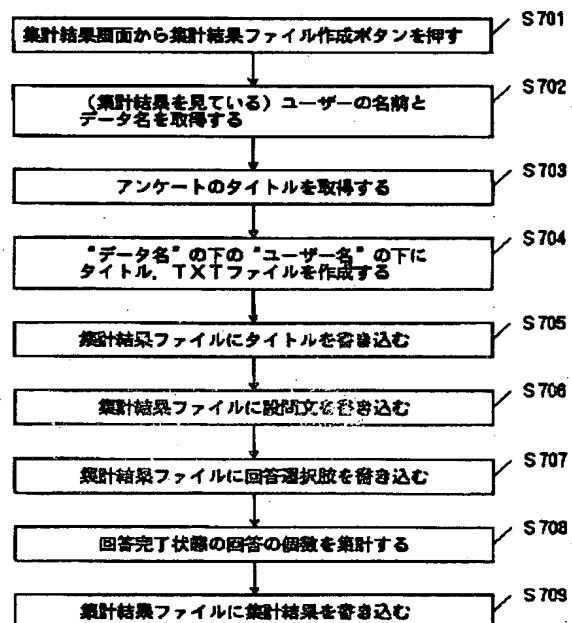 S701
集計結果画面から集計結果ファイル作成ボタンを押す
S702
（集計結果を見ている）ユーザーの名前と
データ名を取得する
S703
アンケートのタイトルを取得する
S704
"データ名"の下の"ユーザー名"の下に
タイトル．TXTファイルを作成する
S705
集計結果ファイルにタイトルを書き込む
S706
集計結果ファイルに設問文を書き込む
S707
集計結果ファイルに回答選択肢を書き込む
S708
回答完了状態の回答の個数を集計する
S709
集計結果ファイルに集計結果を書き込む